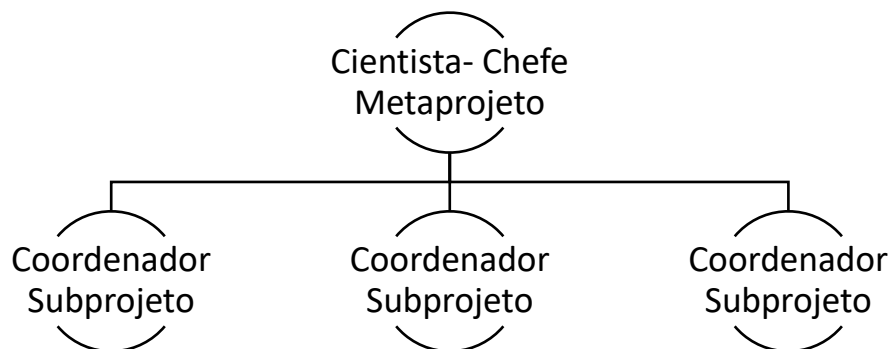 Cientista- Chefe
Metaprojeto
Coordenador
Subprojeto
Coordenador
Subprojeto
Coordenador
Subprojeto